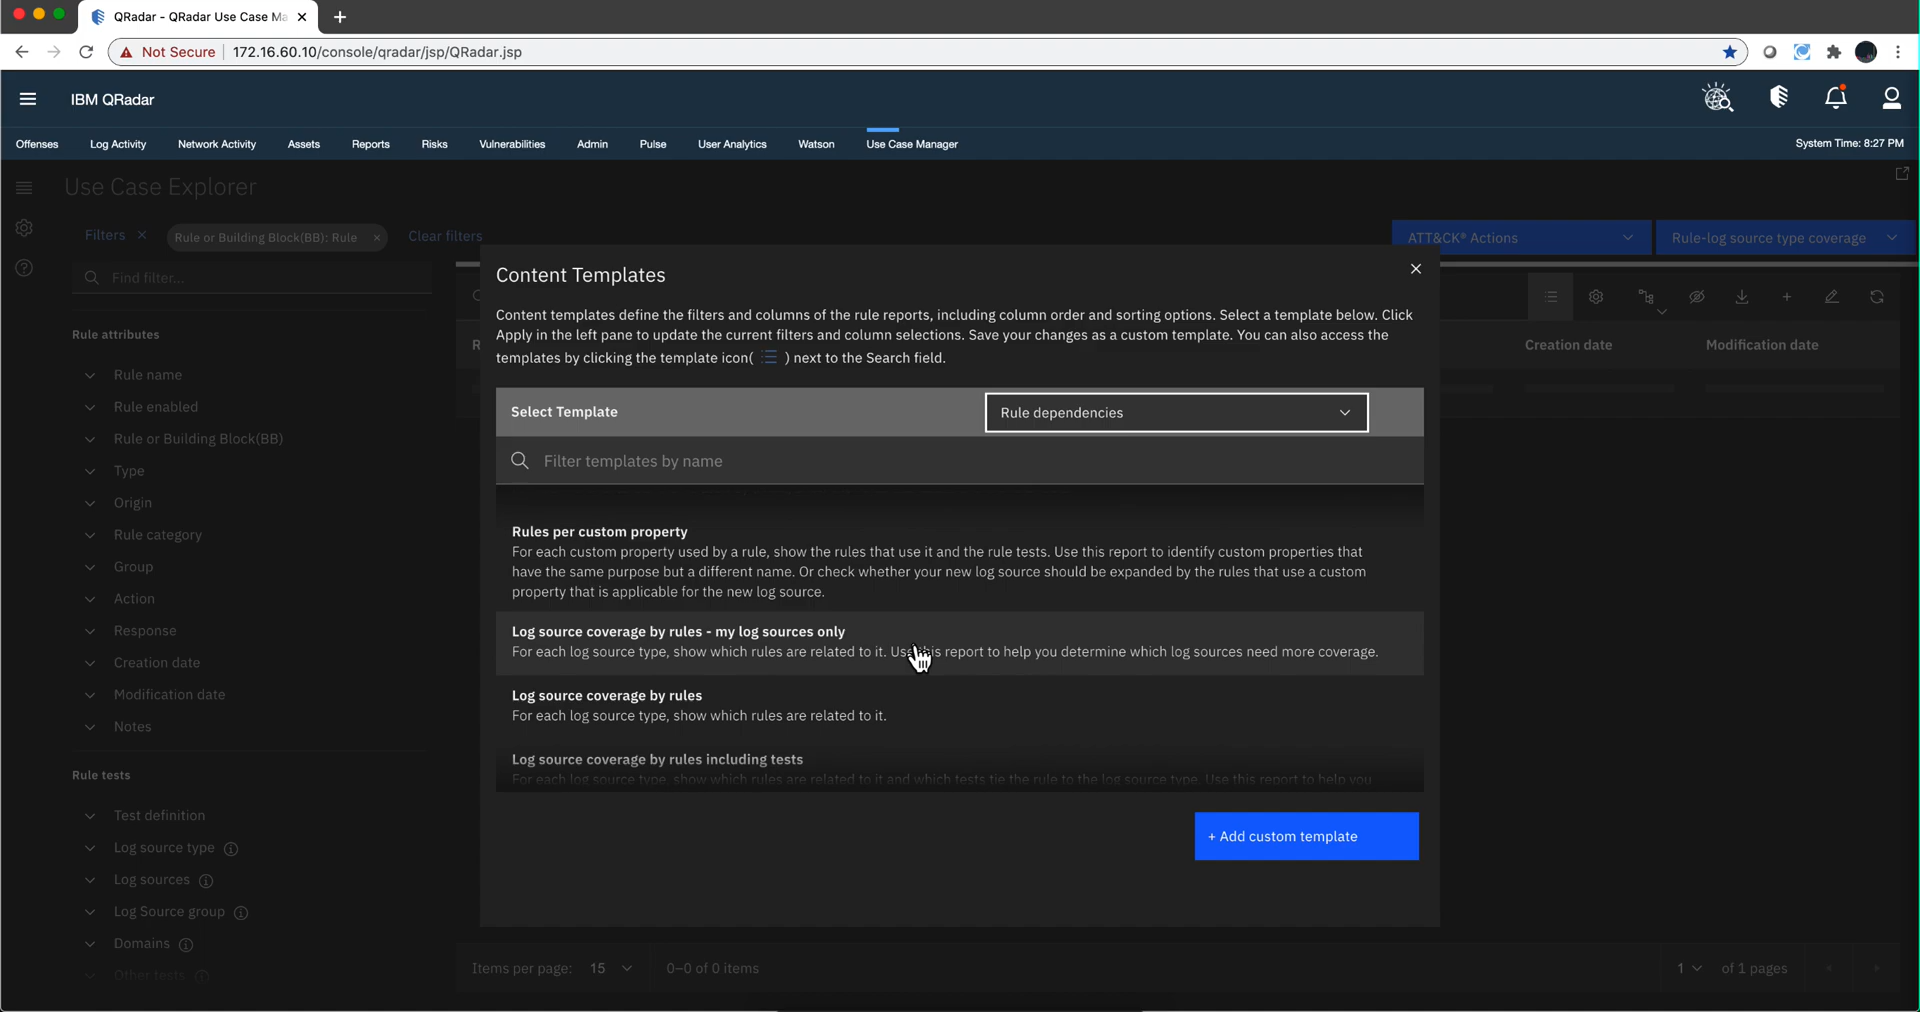 QRadar - QRadar Use Case Ma
Not Secure 172.16.60.10/console/qradar/jsp/QRadar.jsp
IBM QRadar
Offenses Log Activity Network Activity Assets Reports Risks Vulnerabilities Admin Pulse User Analytics Watson Use Case Manager System Time: 8:27 PM
Use Case Explorer
Filters Rule or Building Block(BB): Rule Clear filters
ATT&CK® Actions Rule-log source type coverage
Find filter...
Rule attributes
Rule name
Rule enabled
Rule or Building Block(BB)
Type
Origin
Rule category
Group
Action
Response
Creation date
Modification date
Notes
Rule tests
Test definition
Log source type
Log sources
Log Source group
Domains
Other tests
Creation date Modification date
Content Templates
Content templates define the filters and columns of the rule reports, including column order and sorting options. Select a template below. Click
Apply in the left pane to update the current filters and column selections. Save your changes as a custom template. You can also access the
templates by clicking the template icon( ) next to the Search field.
Select Template Rule dependencies
Filter templates by name
Rules per custom property
For each custom property used by a rule, show the rules that use it and the rule tests. Use this report to identify custom properties that
have the same purpose but a different name. Or check whether your new log source should be expanded by the rules that use a custom
property that is applicable for the new log source.
Log source coverage by rules - my log sources only
For each log source type, show which rules are related to it. Use this report to help you determine which log sources need more coverage.
Log source coverage by rules
For each log source type, show which rules are related to it.
Log source coverage by rules including tests
For each log source type, show which rules are related to it and which tests tie the rule to the log source type. Use this report to help you
+ Add custom template
Items per page: 15 0–0 of 0 items 1 of 1 pages